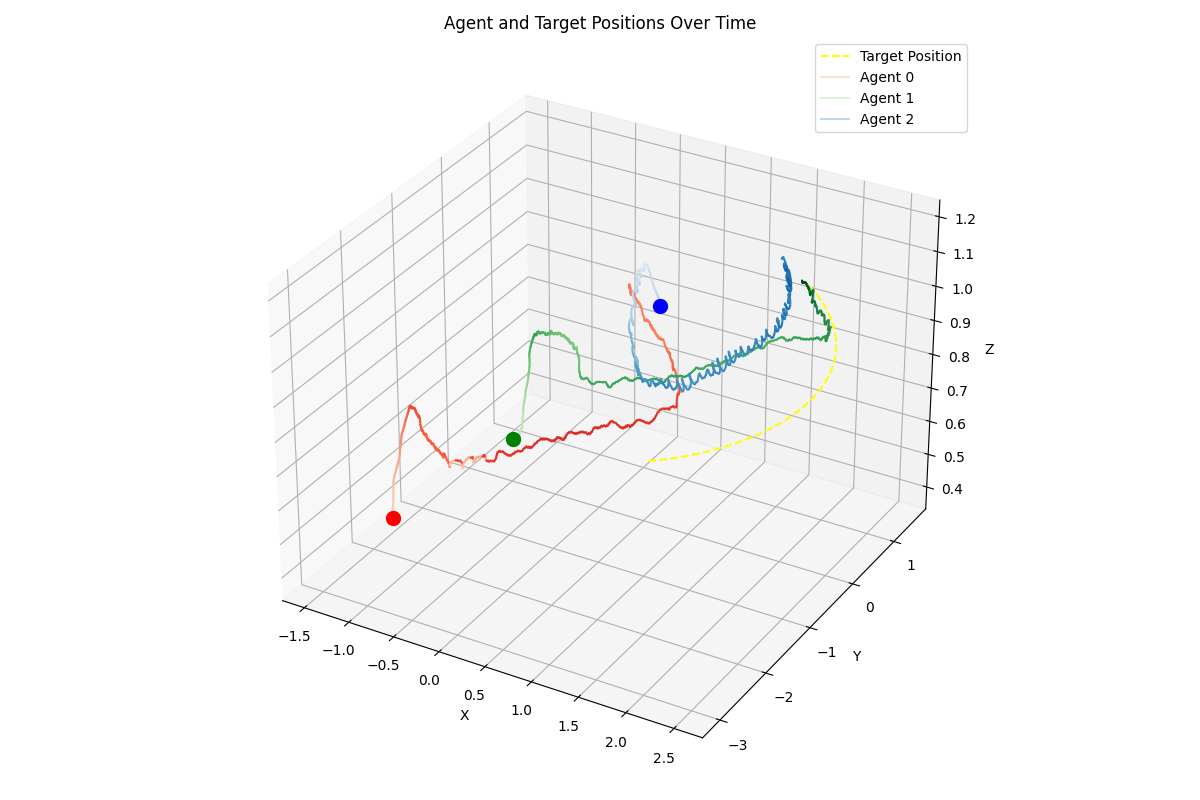 Agent and Target Positions Over Time
Target Position
Agent 0
Agent 1
Agent 2
1.2
1.1
1.0
0.9
0.8
0.7
0.6
0.5
0.4
Z
1
0
−1
−2
−3
Y
−1.5
−1.0
−0.5
0.0
0.5
1.0
1.5
2.0
2.5
X